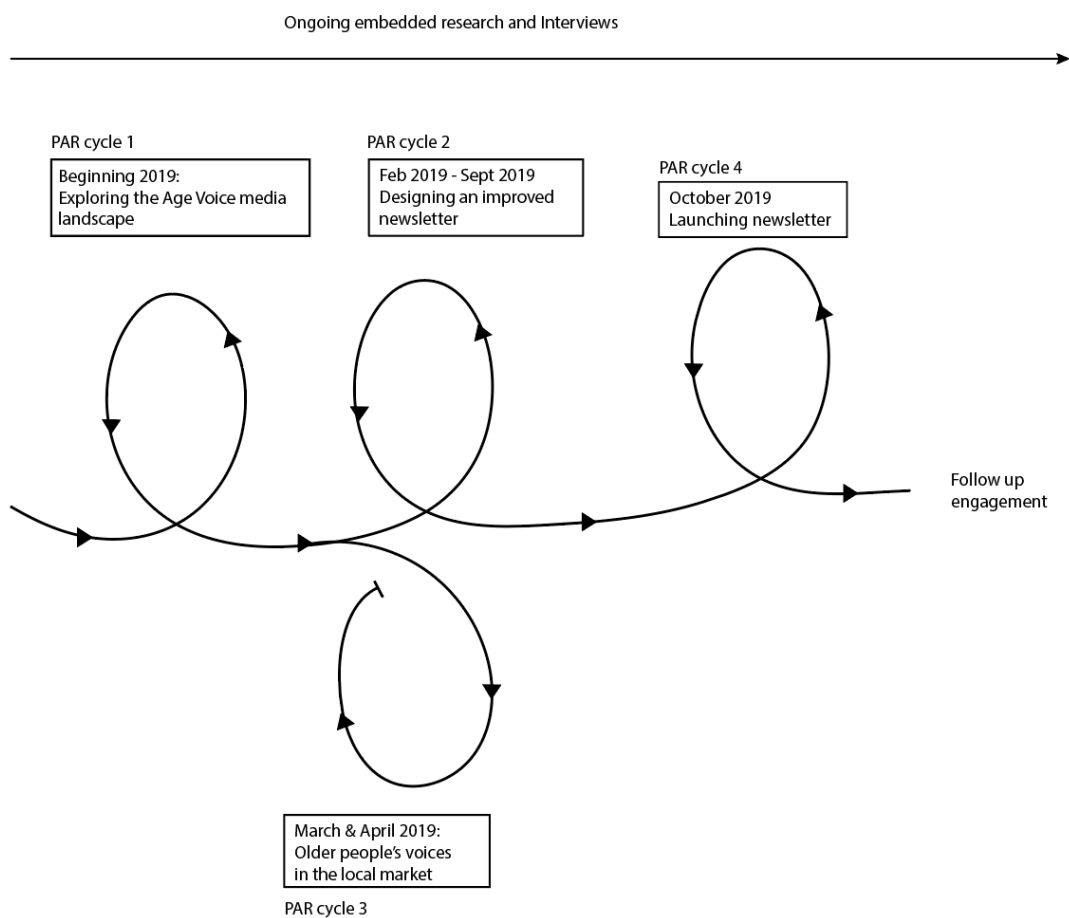 Ongoing embedded research and Interviews
PAR cycle 1
Beginning 2019:
Exploring the Age Voice media
landscape
PAR cycle 2
Feb 2019 - Sept 2019
Designing an improved
newsletter
PAR cycle 4
October 2019
Launching newsletter
Follow up
engagement
March & April 2019:
Older people's voices
in the local market
PAR cycle 3